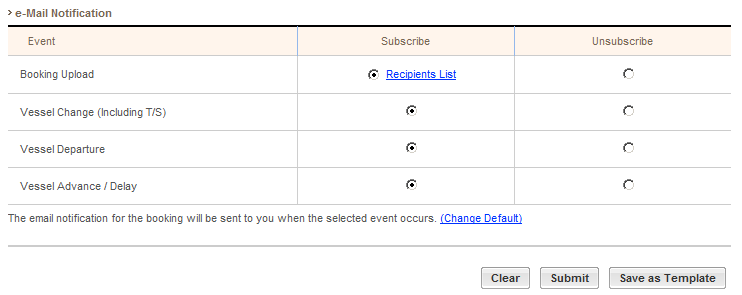 > e-Mail Notification
Event Subscribe Unsubscribe
Booking Upload Recipients List
Vessel Change (Including T/S)
Vessel Departure
Vessel Advance / Delay
The email notification for the booking will be sent to you when the selected event occurs. (Change Default)
Clear Submit Save as Template